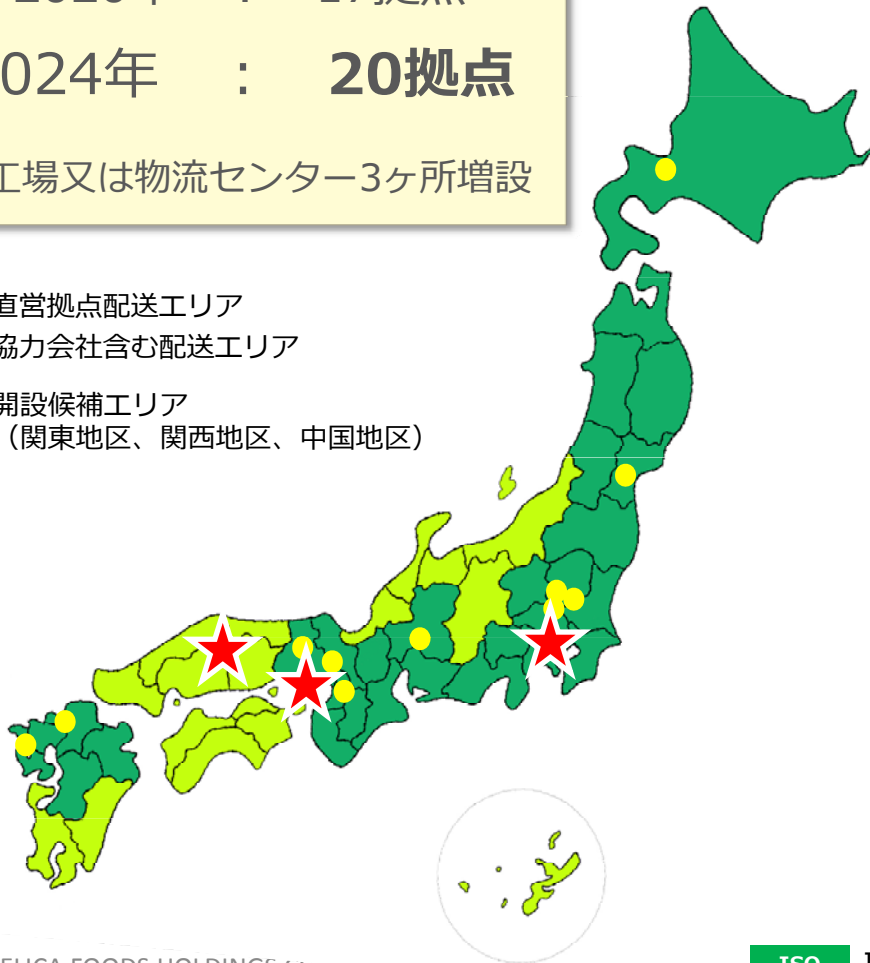 024年 : 20拠点
工場又は物流センター3ヶ所増設
直営拠点配送エリア
協力会社含む配送エリア
開設候補エリア
（関東地区、関西地区、中国地区）
FOODS HOLDINGS
ISO